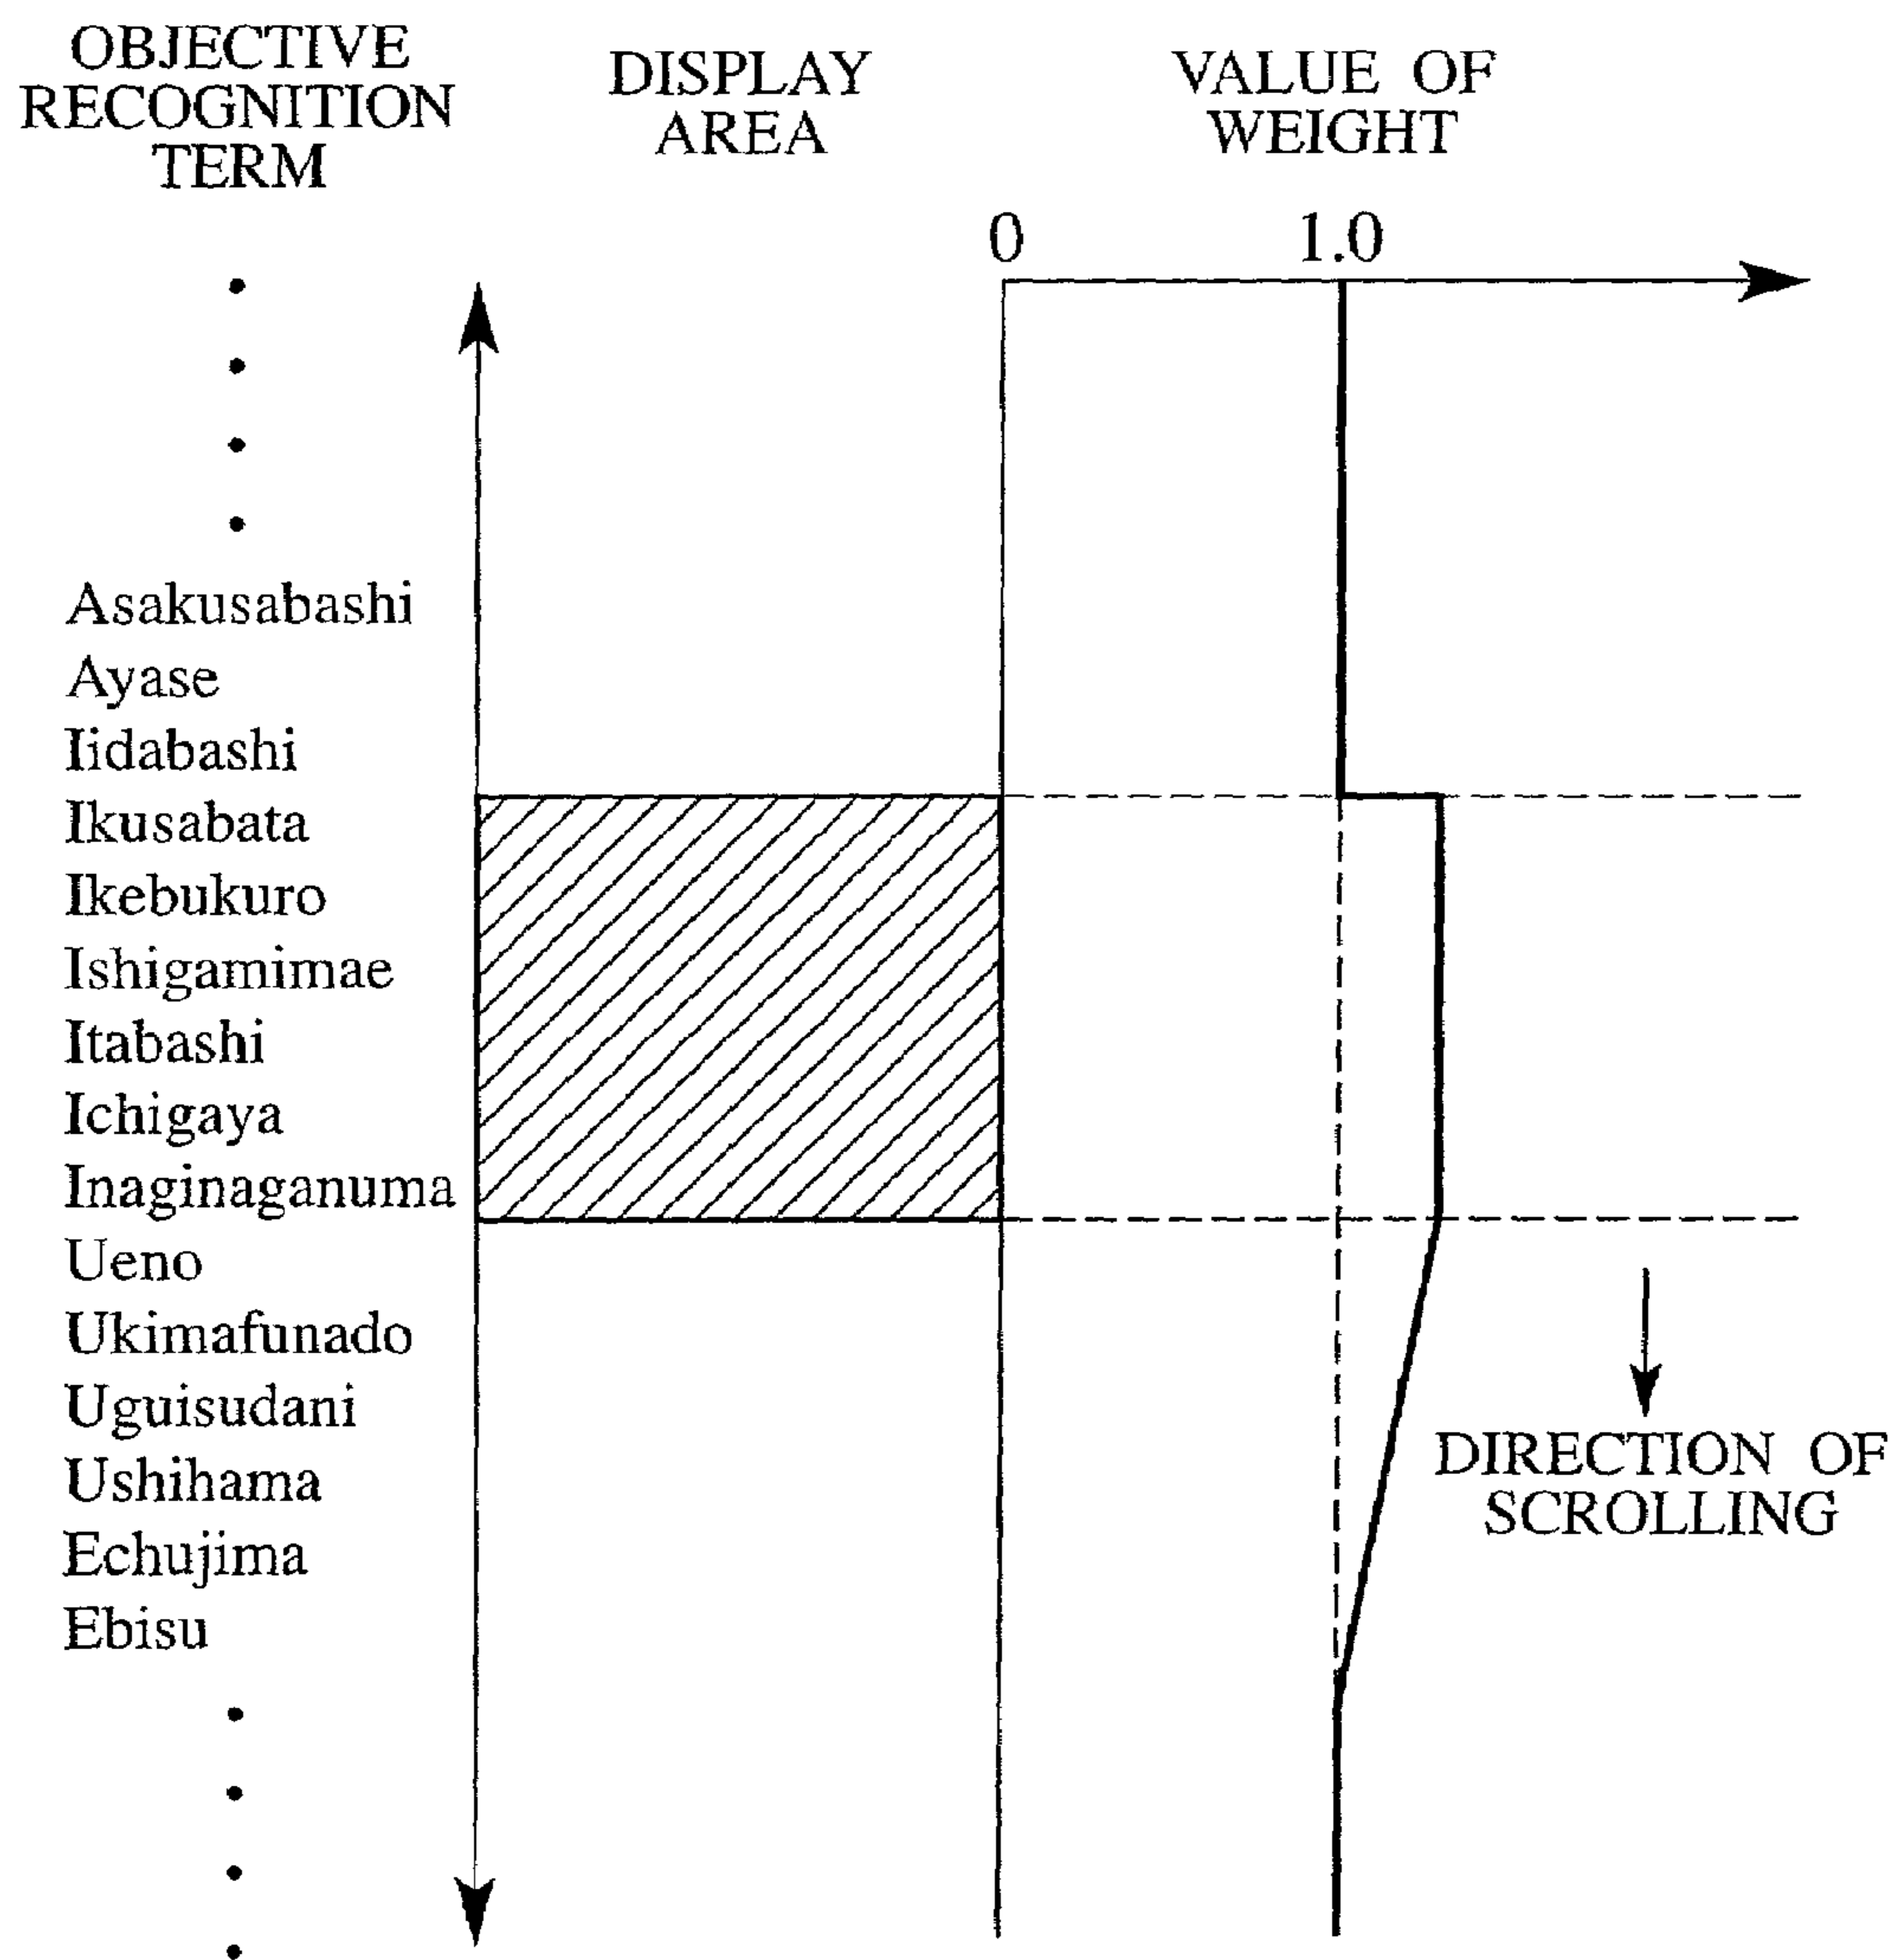 OBJECTIVE
RECOGNITION
TERM
DISPLAY
AREA
VALUE OF
WEIGHT
0
1.0
Asakusabashi
Ayase
Iidabashi
Ikusabata
Ikebukuro
Ishigamimae
Itabashi
Ichigaya
Inaginaganuma
Ueno
Ukimafunado
Uguisudani
Ushihama
Echujima
Ebisu
DIRECTION OF
SCROLLING